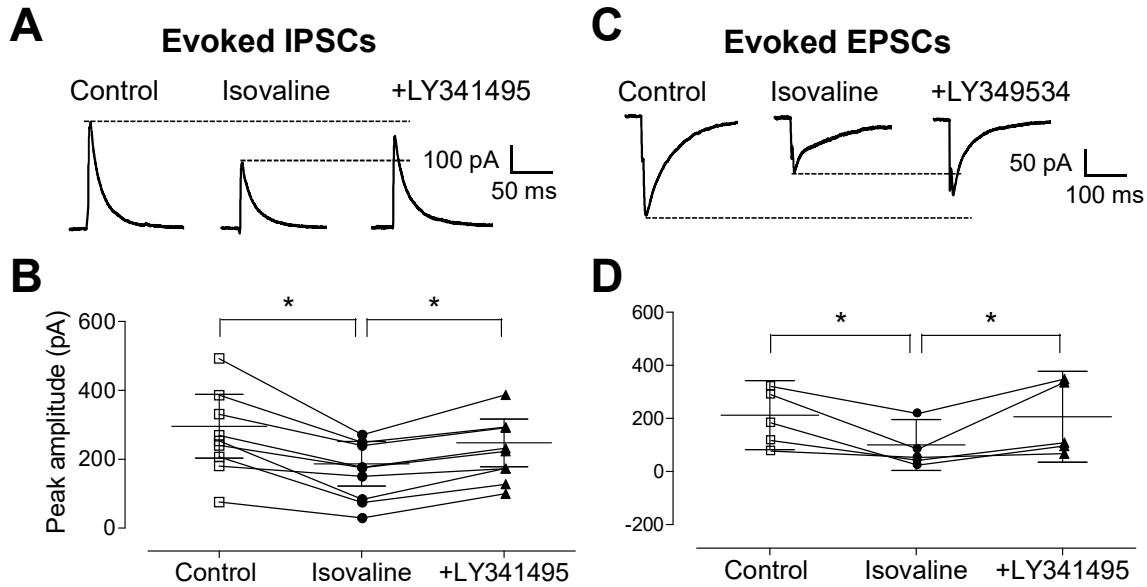 A
Evoked IPSCs
Control Isovaline +LY341495
100 pA
50 ms
C
Evoked EPSCs
Control Isovaline +LY349534
50 pA
100 ms
B
Peak amplitude (pA)
600
400
200
0
* *
Control Isovaline +LY341495
D
600
400
200
0
-200
* *
Control Isovaline +LY341495